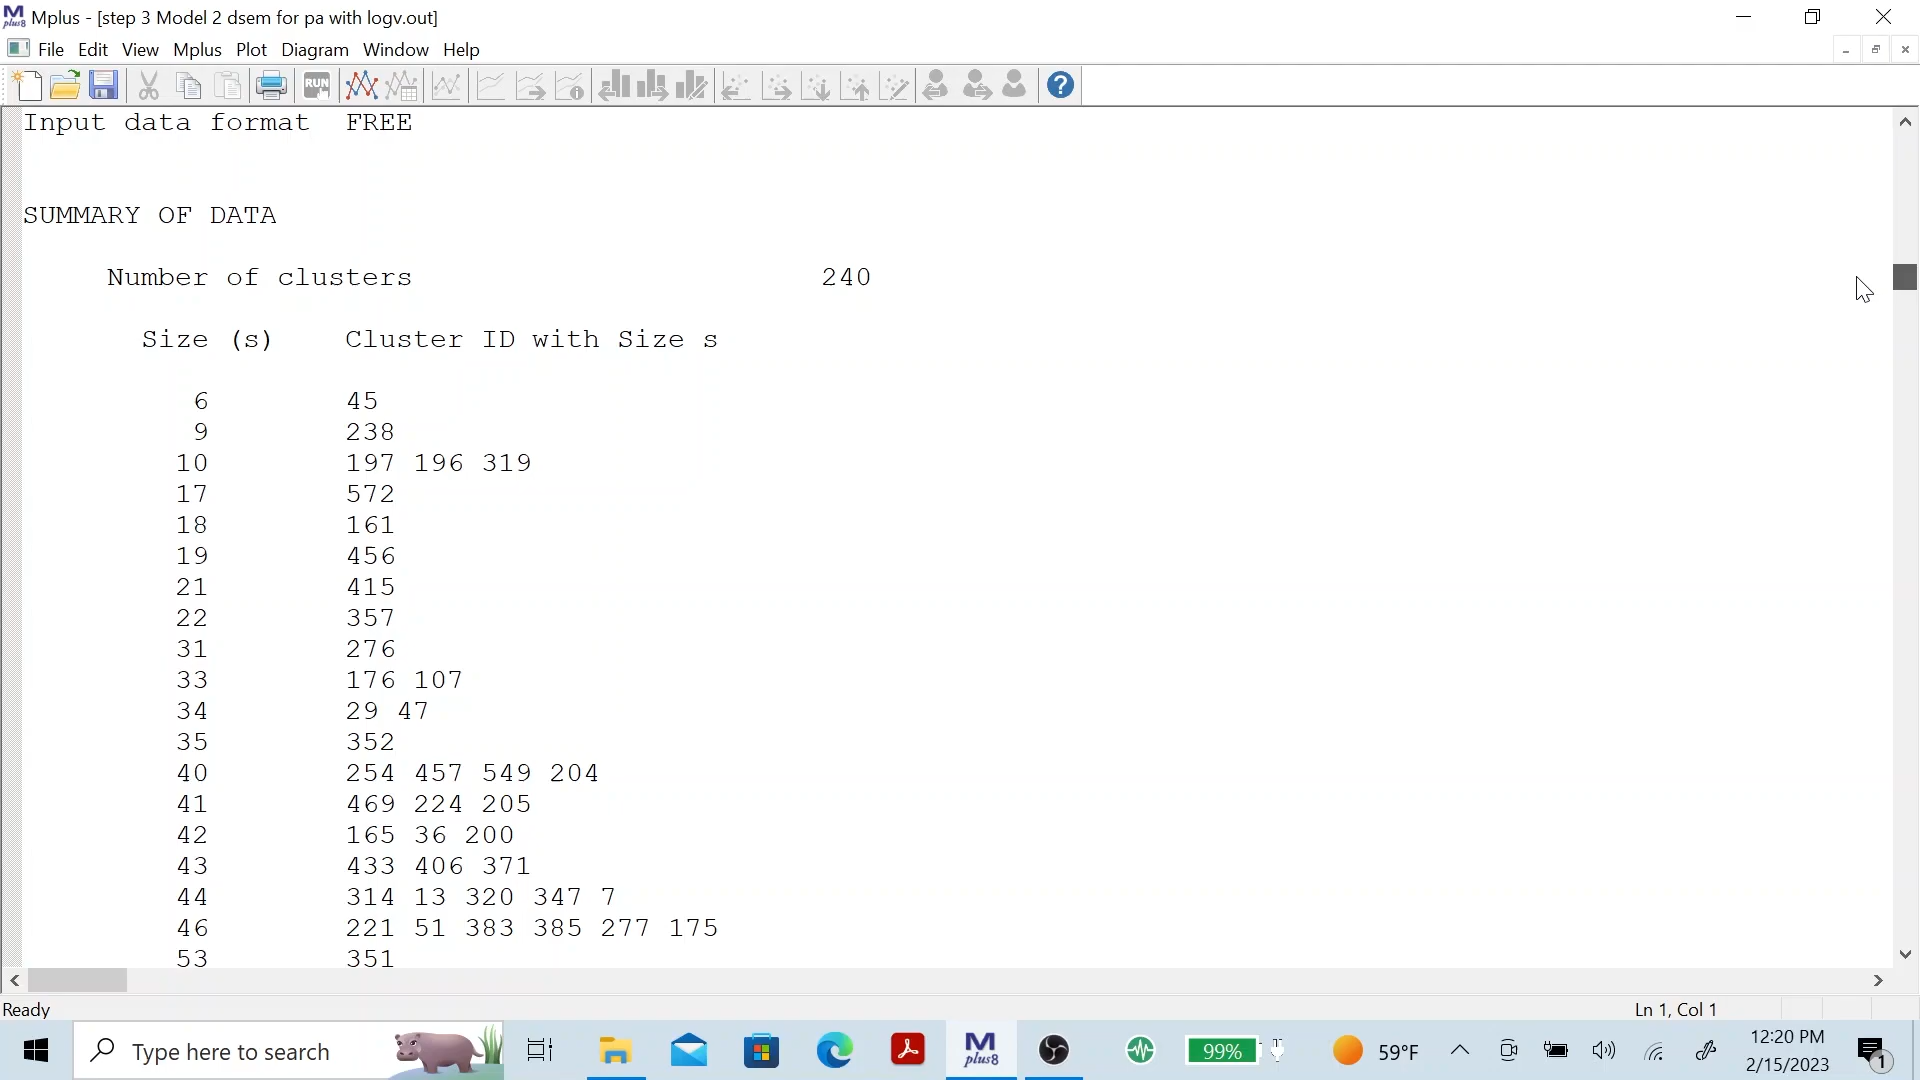 Mplus - [step 3 Model 2 dsem for pa with logv.out]
File Edit View Mplus Plot Diagram Window Help
RUN
Input data format FREE
SUMMARY OF DATA
Number of clusters 240
Size (s) Cluster ID with Size s
6 45
9 238
10 197 196 319
17 572
18 161
19 456
21 415
22 357
31 276
33 176 107
34 29 47
35 352
40 254 457 549 204
41 469 224 205
42 165 36 200
43 433 406 371
44 314 13 320 347 7
46 221 51 383 385 277 175
53 351
Ready
Ln 1, Col 1
Type here to search
M
plus8
99%
59°F
12:20 PM
2/15/2023
1